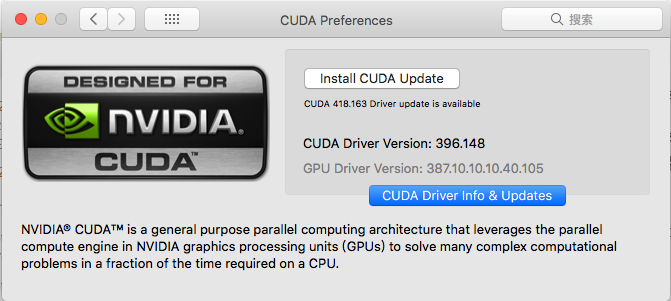 CUDA Preferences
搜索
DESIGNED FOR
NVIDIA®
CUDA™
Install CUDA Update
CUDA 418.163 Driver update is available
CUDA Driver Version: 396.148
GPU Driver Version: 387.10.10.10.40.105
CUDA Driver Info & Updates
NVIDIA® CUDA™ is a general purpose parallel computing architecture that leverages the parallel
compute engine in NVIDIA graphics processing units (GPUs) to solve many complex computational
problems in a fraction of the time required on a CPU.